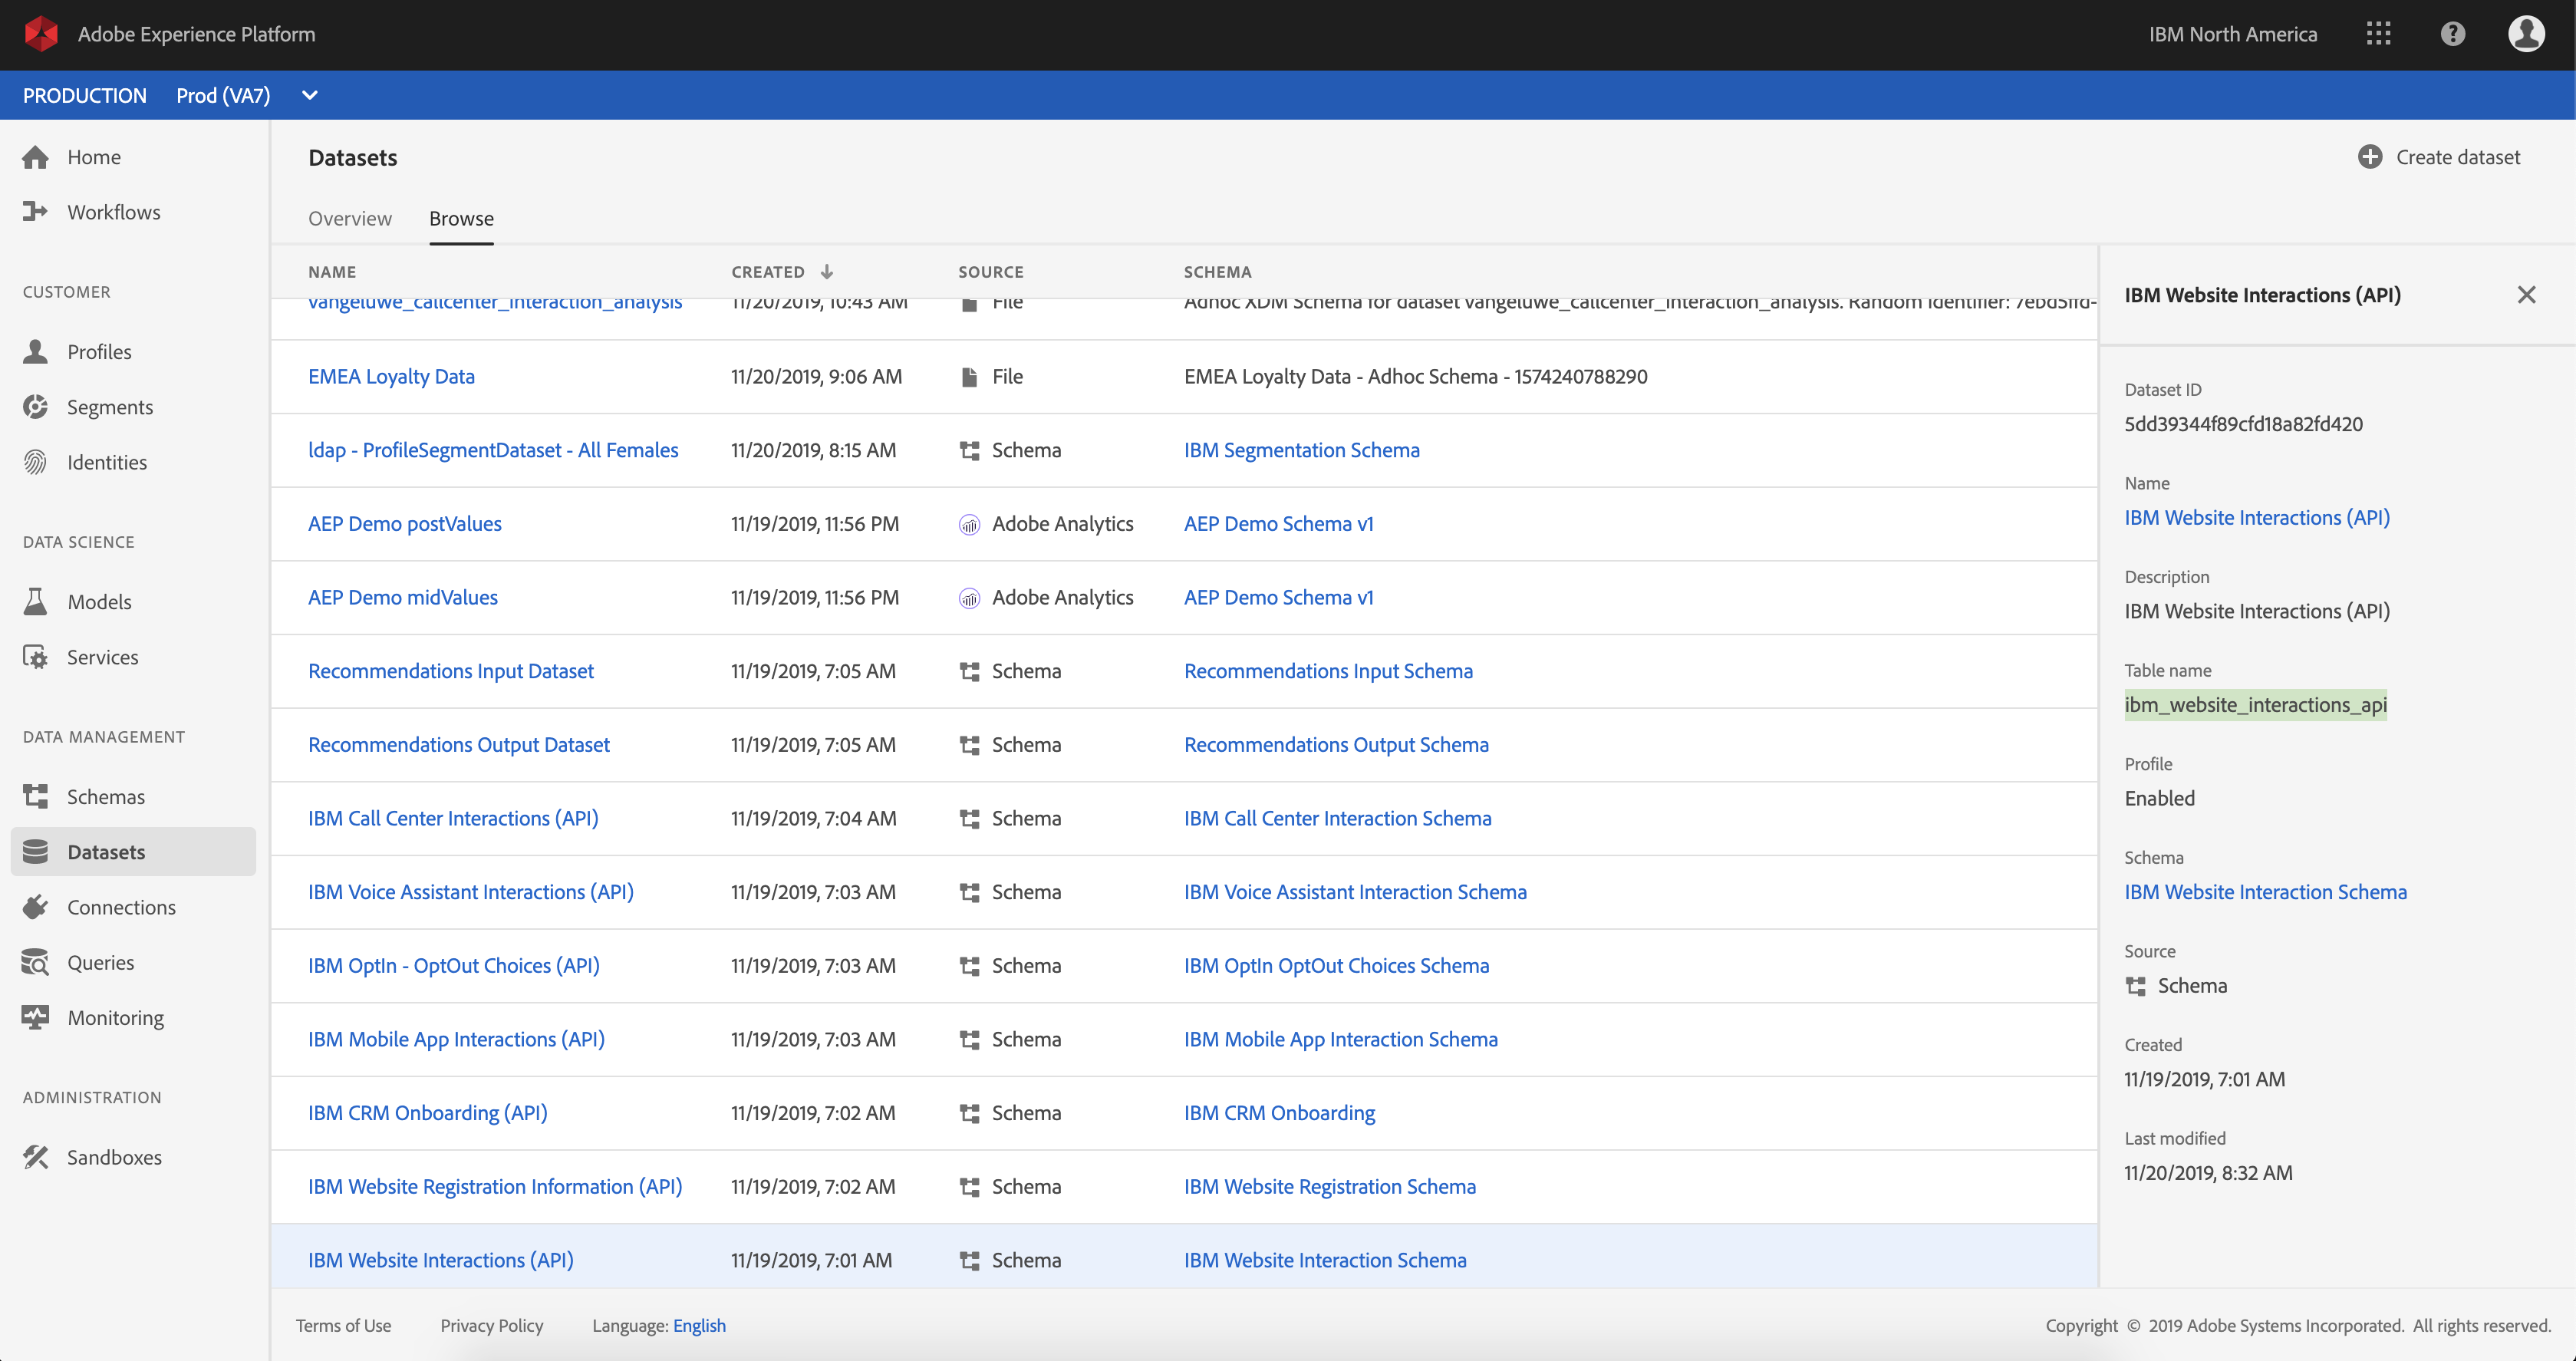 Adobe Experience Platform
IBM North America
PRODUCTION Prod (VA7)
Home
Workflows
CUSTOMER
Profiles
Segments
Identities
DATA SCIENCE
Models
Services
DATA MANAGEMENT
Schemas
Datasets
Connections
Queries
Monitoring
ADMINISTRATION
Sandboxes
Datasets
Create dataset
Overview Browse
NAME CREATED SOURCE SCHEMA
vangeluwe_callcenter_interaction_analysis 11/20/2019, 10:43 AM File Adhoc XDM Schema for dataset vangeluwe_callcenter_interaction_analysis. Random Identifier:
EMEA Loyalty Data 11/20/2019, 9:06 AM File EMEA Loyalty Data - Adhoc Schema - 1574240788290
ldap - ProfileSegmentDataset - All Females 11/20/2019, 8:15 AM Schema IBM Segmentation Schema
AEP Demo postValues 11/19/2019, 11:56 PM Adobe Analytics AEP Demo Schema v1
AEP Demo midValues 11/19/2019, 11:56 PM Adobe Analytics AEP Demo Schema v1
Recommendations Input Dataset 11/19/2019, 7:05 AM Schema Recommendations Input Schema
Recommendations Output Dataset 11/19/2019, 7:05 AM Schema Recommendations Output Schema
IBM Call Center Interactions (API) 11/19/2019, 7:04 AM Schema IBM Call Center Interaction Schema
IBM Voice Assistant Interactions (API) 11/19/2019, 7:03 AM Schema IBM Voice Assistant Interaction Schema
IBM OptIn - OptOut Choices (API) 11/19/2019, 7:03 AM Schema IBM OptIn OptOut Choices Schema
IBM Mobile App Interactions (API) 11/19/2019, 7:03 AM Schema IBM Mobile App Interaction Schema
IBM CRM Onboarding (API) 11/19/2019, 7:02 AM Schema IBM CRM Onboarding
IBM Website Registration Information (API) 11/19/2019, 7:02 AM Schema IBM Website Registration Schema
IBM Website Interactions (API) 11/19/2019, 7:01 AM Schema IBM Website Interaction Schema
IBM Website Interactions (API)
Dataset ID
5dd39344f89cfd18a82fd420
Name
IBM Website Interactions (API)
Description
IBM Website Interactions (API)
Table name
ibm_website_interactions_api
Profile
Enabled
Schema
IBM Website Interaction Schema
Source
Schema
Created
11/19/2019, 7:01 AM
Last modified
11/20/2019, 8:32 AM
Terms of Use Privacy Policy Language: English
Copyright © 2019 Adobe Systems Incorporated. All rights reserved.